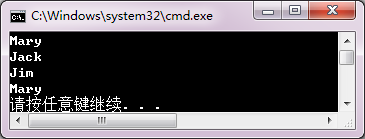 C:\Windows\system32\cmd.exe
Mary
Jack
Jim
Mary
请按任意键继续. . .